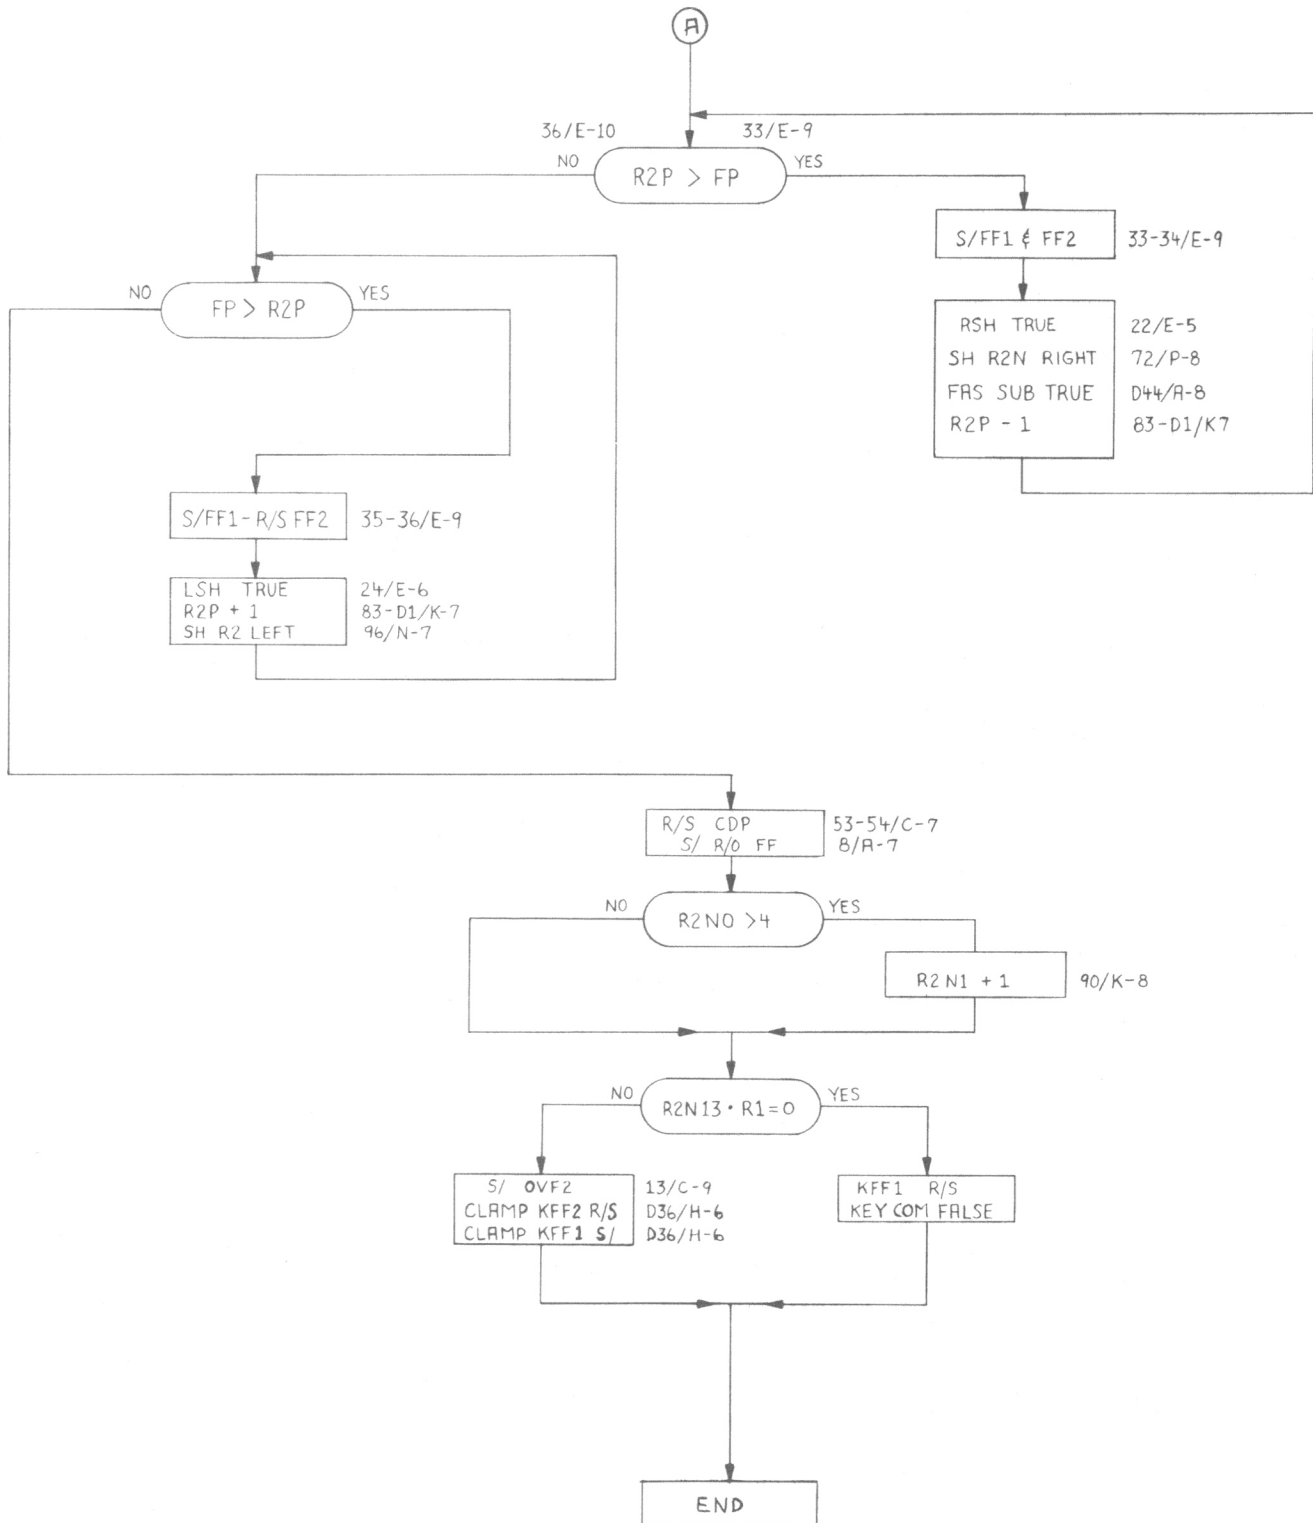 A
36/E-10
33/E-9
NO
R2P > FP
YES
S/FF1 & FF2
33-34/E-9
RSH TRUE
22/E-5
SH R2N RIGHT
72/P-8
FAS SUB TRUE
D44/A-8
R2P - 1
83-D1/K7
NO
FP > R2P
YES
S/FF1-R/S FF2
35-36/E-9
LSH TRUE
24/E-6
R2P + 1
83-D1/K-7
SH R2 LEFT
96/N-7
R/S CDP
53-54/C-7
S/ R/O FF
8/A-7
NO
R2N0 >4
YES
R2N1 + 1
90/K-8
NO
R2N13 • R1=0
YES
S/ OVF2
13/C-9
CLAMP KFF2 R/S
D36/H-6
CLAMP KFF1 S/
D36/H-6
KFF1 R/S
KEY COM FALSE
END